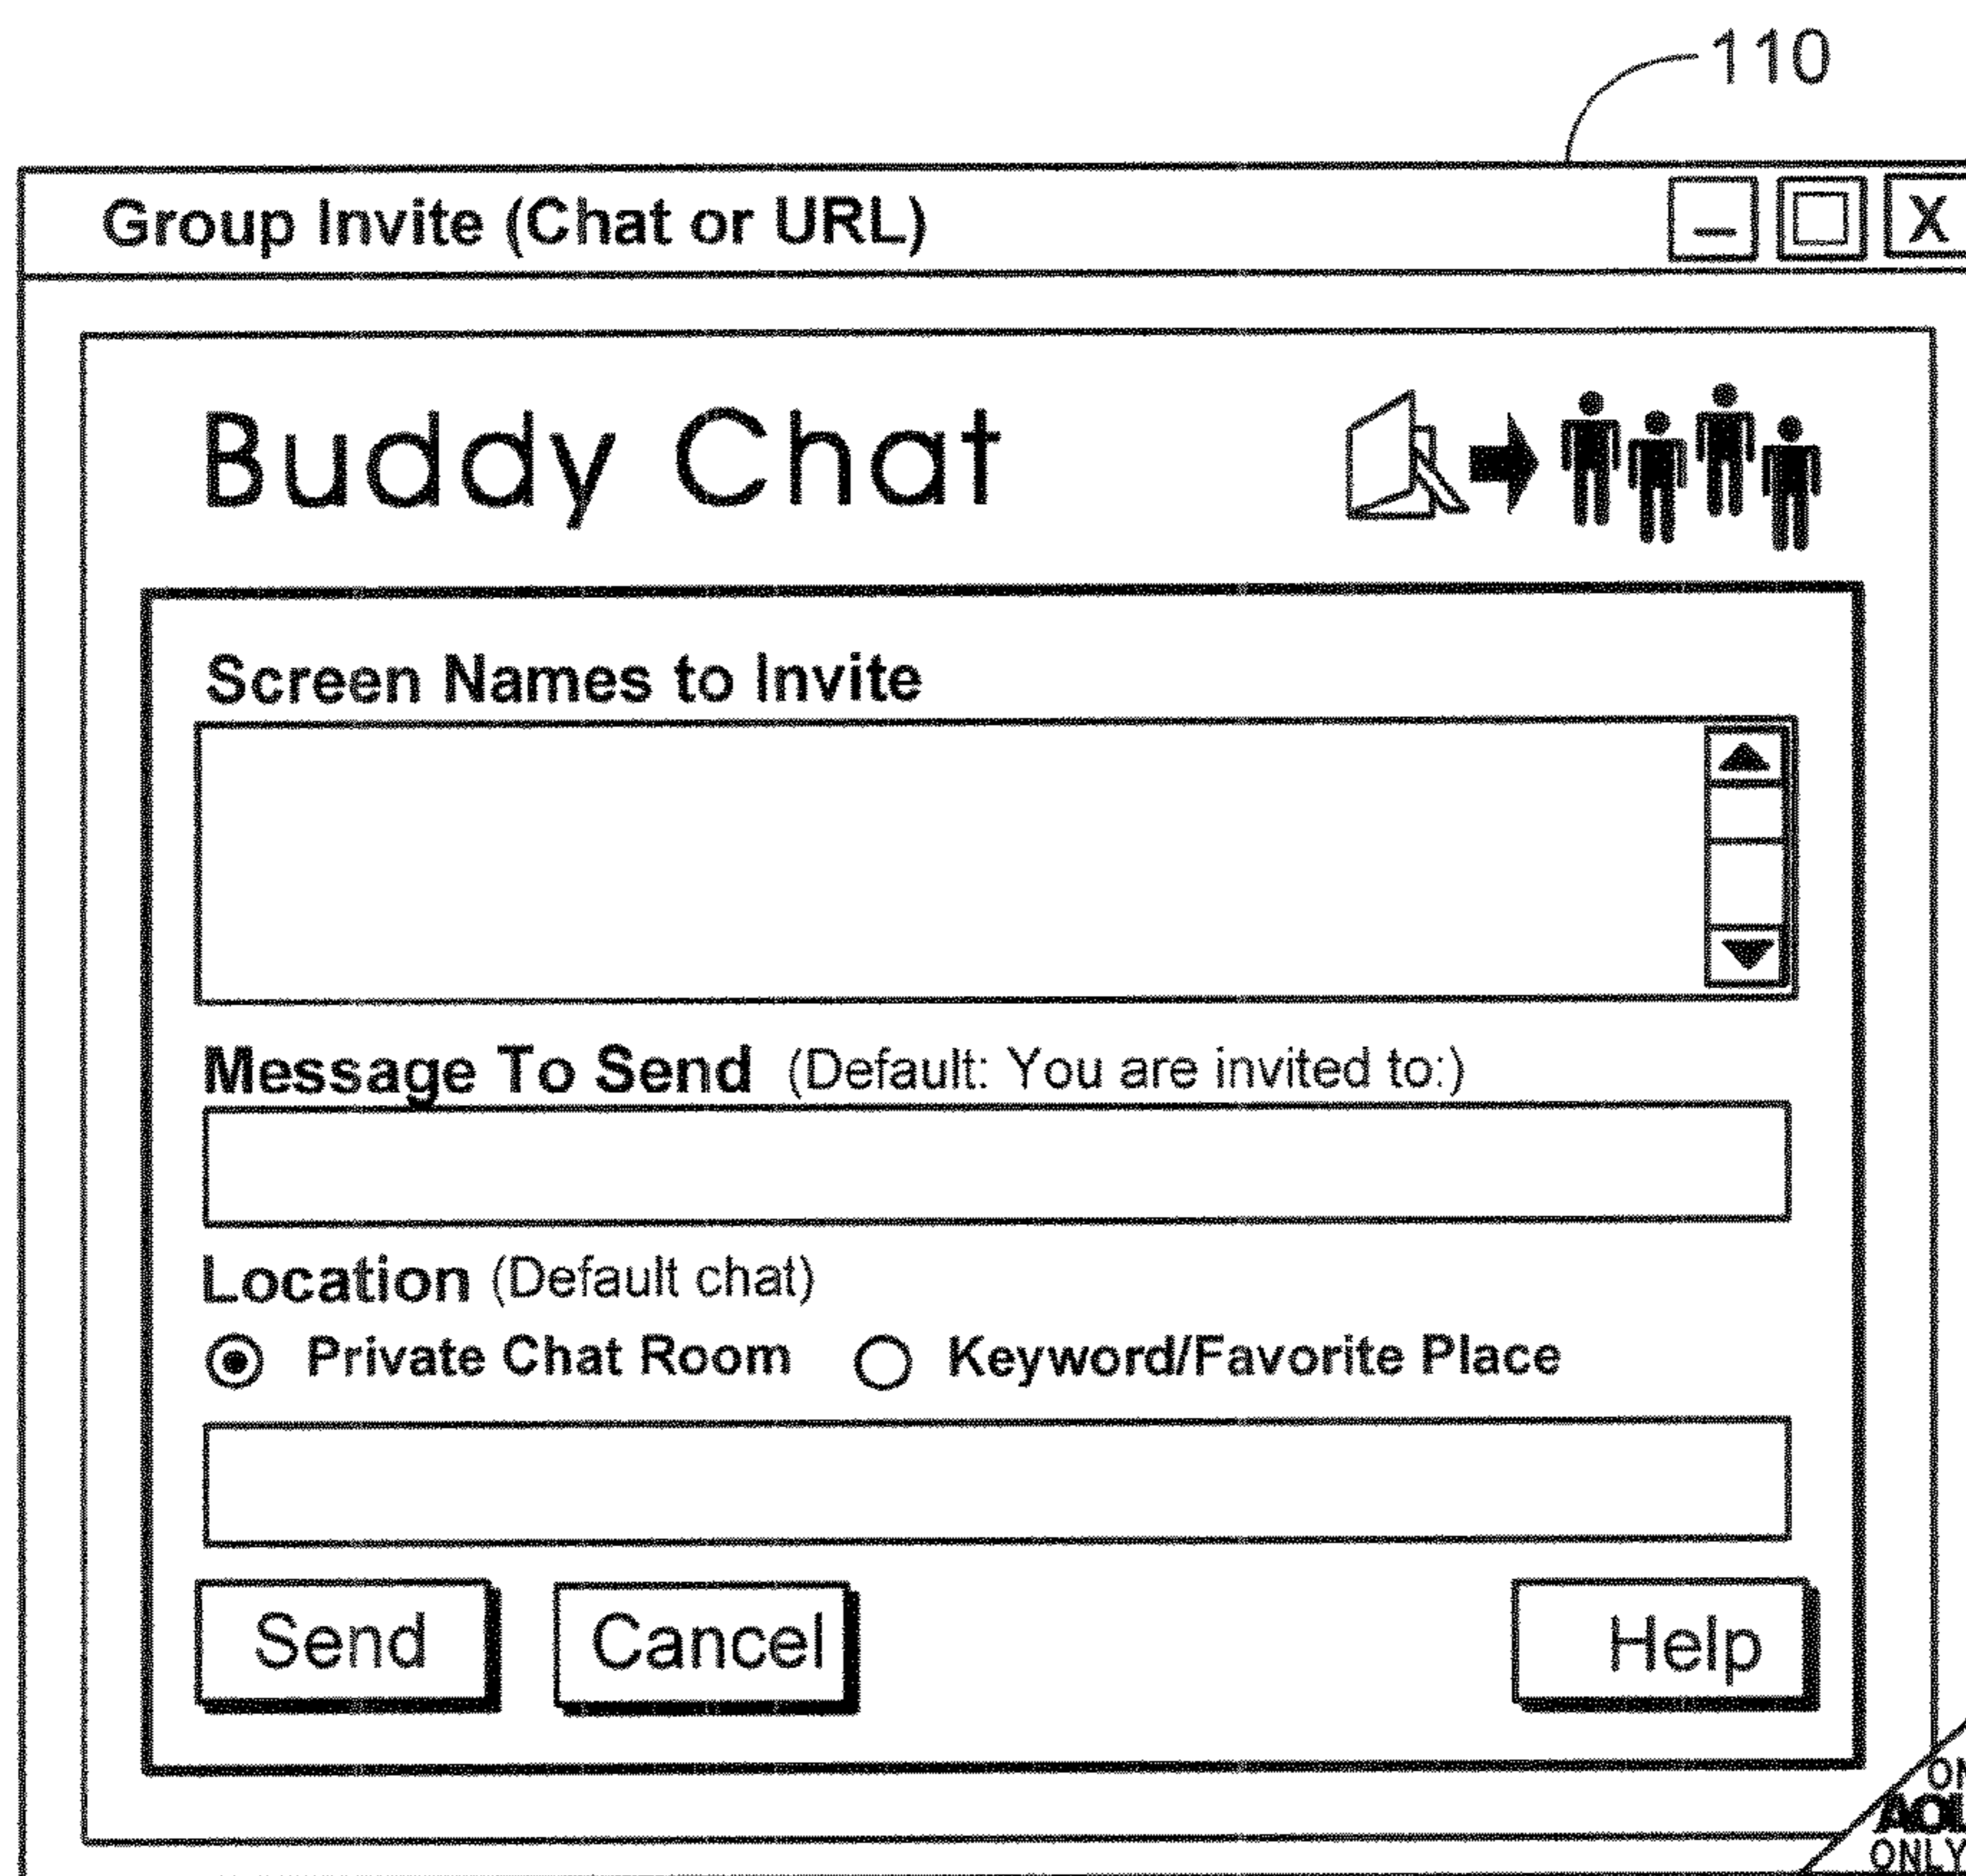 110
Group Invite (Chat or URL)
X
Buddy Chat
Screen Names to Invite
Message To Send (Default: You are invited to:)
Location (Default chat)
Private Chat Room Keyword/Favorite Place
Send Cancel Help
AOL
ONLY